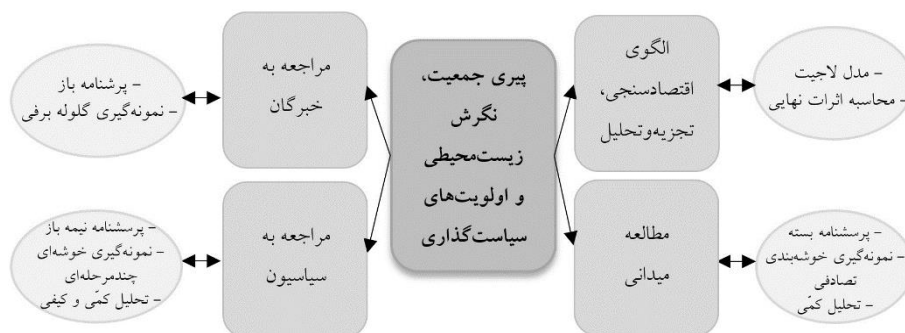 الگوی
اقتصادسنجی،
تجزیه‌وتحلیل
– مدل لاجیت
– محاسبه اثرات نهایی
مطالعه
میدانی
– پرسشنامه بسته
– نمونه‌گیری خوشه‌بندی
تصادفی
– تحلیل کمّی
پیری جمعیت،
نگرش
زیست‌محیطی
و اولویت‌های
سیاست‌گذاری
مراجعه به
خبرگان
– پرشنامه باز
– نمونه‌گیری گلوله برفی
مراجعه به
سیاسیون
– پرسشنامه نیمه باز
– نمونه‌گیری خوشه‌ای
چندمرحله‌ای
– تحلیل کمّی و کیفی